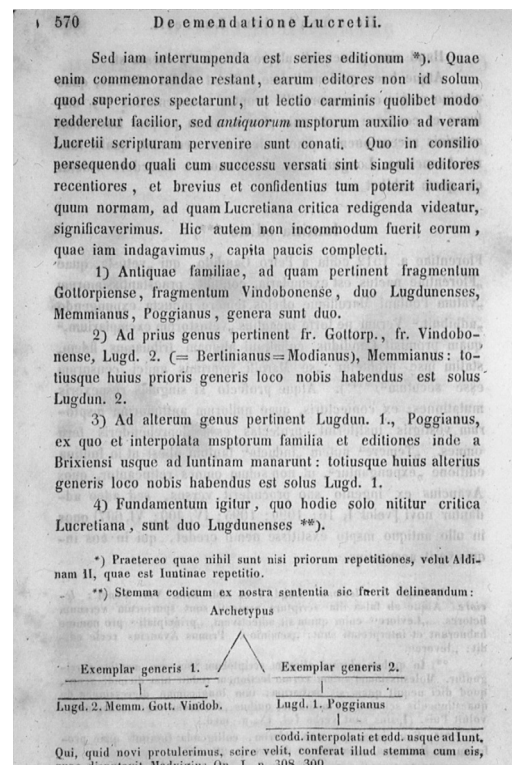 570 De emendatione Lucretii.
Sed iam interrumpenda est series editionum *). Quae
enim commemorandae restant, earum editores non id solum
quod superiores spectarunt, ut lectio carminis quolibet modo
redderetur facilior, sed antiquorum msptorum auxilio ad veram
Lucretii scripturam pervenire sunt conati. Quo in consilio
persequendo quali cum successu versati sint singuli editores
recentiores, et brevius et confidentius tum poterit iudicari,
quum normam, ad quam Lucretiana critica redigenda videatur,
significaverimus. Hic autem non incommodum fuerit eorum,
quae iam indagavimus, capita paucis complecti.
1) Antiquae familiae, ad quam pertinent fragmentum
Gottorpiense, fragmentum Vindobonense, duo Lugdunenses,
Memmianus, Poggianus, genera sunt duo.
2) Ad prius genus pertinent fr. Gottorp., fr. Vindobo-
nense, Lugd. 2. (= Bertinianus = Modianus), Memmianus: to-
tiusque huius prioris generis loco nobis habendus est solus
Lugdun. 2.
3) Ad alterum genus pertinent Lugdun. 1., Poggianus,
ex quo et interpolata msptorum familia et editiones inde a
Brixiensi usque ad Iuntinam manarunt: totiusque huius alterius
generis loco nobis habendus est solus Lugd. 1.
4) Fundamentum igitur, quo hodie solo nititur critica
Lucretiana, sunt duo Lugdunenses **).
*) Praetereo quae nihil sunt nisi priorum repetitiones, velut Aldi-
nam II, quae est Iuntinae repetitio.
**) Stemma codicum ex nostra sententia sic fuerit delineandum:
Archetypus
Exemplar generis 1. Exemplar generis 2.
Lugd. 2. Memm. Gott. Vindob. Lugd. 1. Poggianus
codd. interpolati et edd. usque ad Iunt.
Qui, quid novi protulerimus, scire velit, conferat illud stemma cum eis,